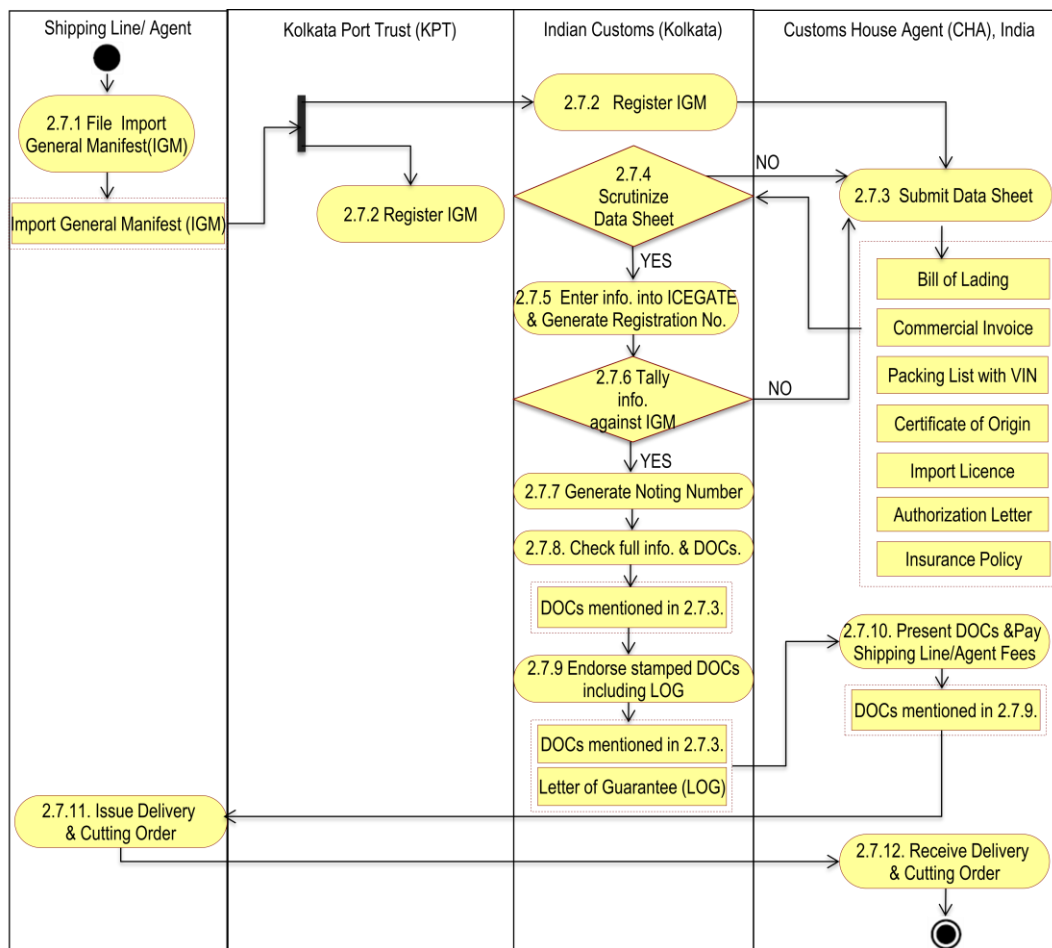 Shipping Line/ Agent
Kolkata Port Trust (KPT)
Indian Customs (Kolkata)
Customs House Agent (CHA), India
2.7.1 File Import
General Manifest(IGM)
Import General Manifest (IGM)
2.7.2 Register IGM
2.7.2 Register IGM
2.7.4
Scrutinize
Data Sheet
NO
YES
2.7.3 Submit Data Sheet
Bill of Lading
Commercial Invoice
Packing List with VIN
Certificate of Origin
Import Licence
Authorization Letter
Insurance Policy
2.7.5 Enter info. into ICEGATE
& Generate Registration No.
2.7.6 Tally
info.
against IGM
NO
YES
2.7.7 Generate Noting Number
2.7.8. Check full info. & DOCs.
DOCs mentioned in 2.7.3.
2.7.9 Endorse stamped DOCs
including LOG
DOCs mentioned in 2.7.3.
Letter of Guarantee (LOG)
2.7.10. Present DOCs &Pay
Shipping Line/Agent Fees
DOCs mentioned in 2.7.9.
2.7.11. Issue Delivery
& Cutting Order
2.7.12. Receive Delivery
& Cutting Order